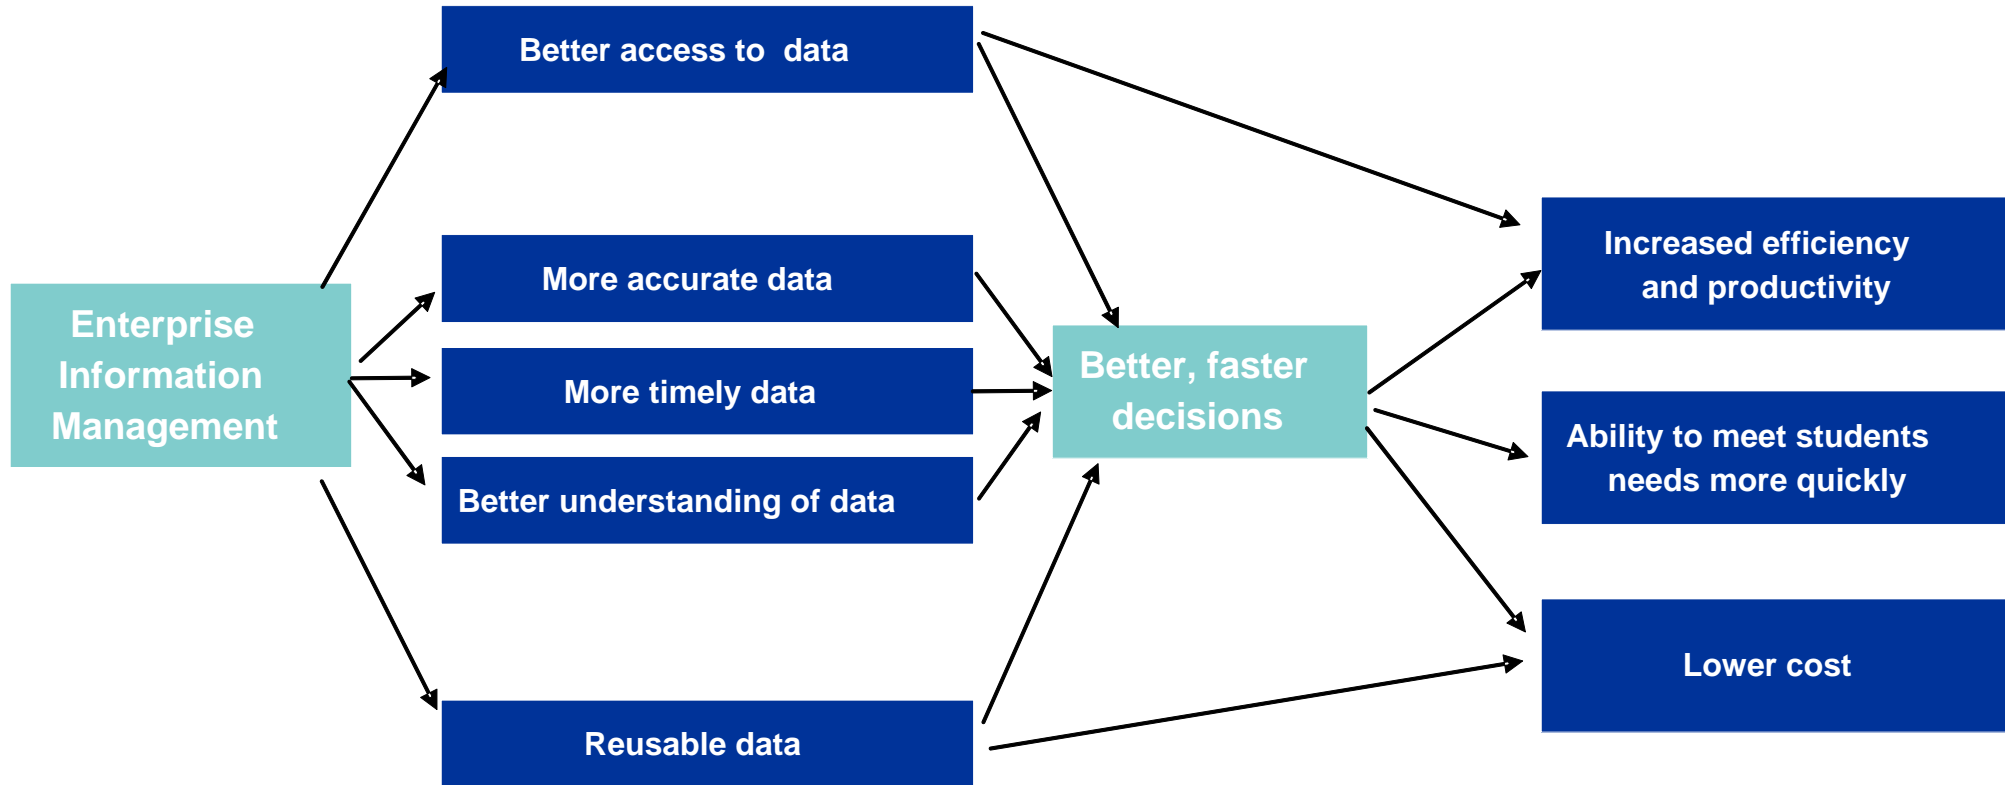 Better access to  data
More accurate data
Enterprise
Information
Management
More timely data
Better understanding of data
Reusable data
Better, faster
decisions
Increased efficiency
and productivity
Ability to meet students
needs more quickly
Lower cost